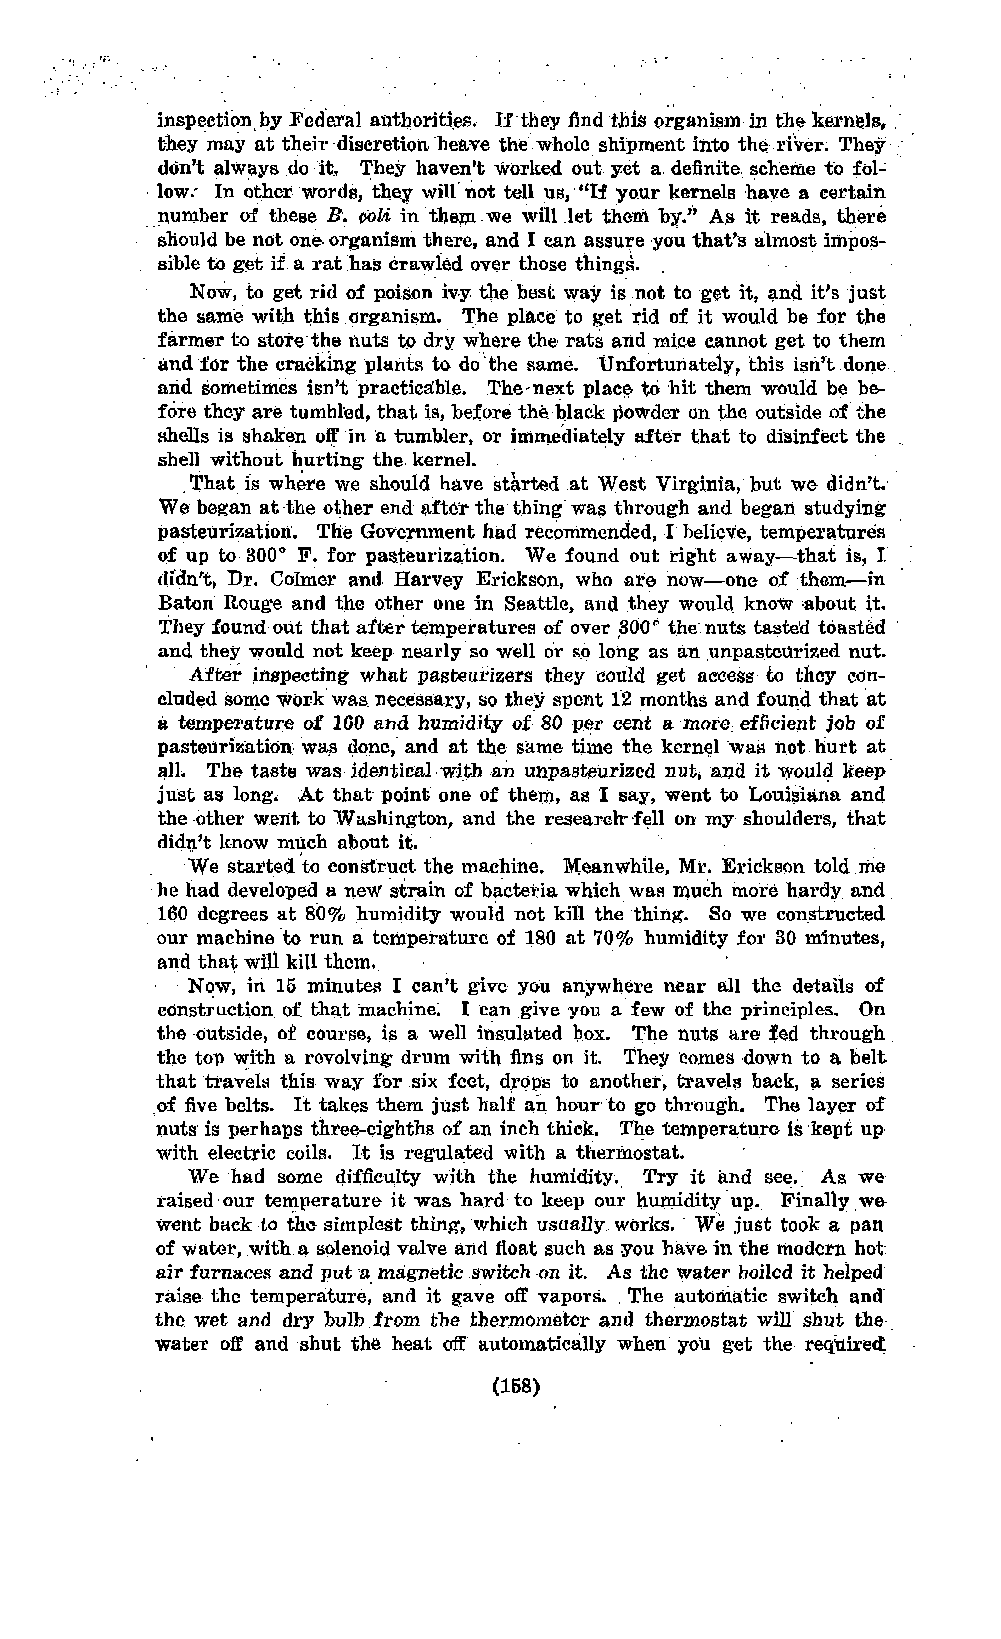 inspection by Federal authorities. If they find this organism in the kernels,
they may at their discretion heave the whole shipment into the river. They
don't always do it. They haven't worked out yet a definite scheme to fol-
low. In other words, they will not tell us, "If your kernels have a certain
number of these B. coli in them we will let them by." As it reads, there
should be not one organism there, and I can assure you that's almost impos-
sible to get if a rat has crawled over those things.
Now, to get rid of poison ivy the best way is not to get it, and it's just
the same with this organism. The place to get rid of it would be for the
farmer to store the nuts to dry where the rats and mice cannot get to them
and for the cracking plants to do the same. Unfortunately, this isn't done
and sometimes isn't practicable. The next place to hit them would be be-
fore they are tumbled, that is, before the black powder on the outside of the
shells is shaken off in a tumbler, or immediately after that to disinfect the
shell without hurting the kernel.
That is where we should have started at West Virginia, but we didn't.
We began at the other end after the thing was through and began studying
pasteurization. The Government had recommended, I believe, temperatures
of up to 300° F. for pasteurization. We found out right away—that is, I
didn't, Dr. Colmer and Harvey Erickson, who are now—one of them—in
Baton Rouge and the other one in Seattle, and they would know about it.
They found out that after temperatures of over 300° the nuts tasted toasted
and they would not keep nearly so well or so long as an unpasteurized nut.
After inspecting what pasteurizers they could get access to they con-
cluded some work was necessary, so they spent 12 months and found that at
a temperature of 160 and humidity of 80 per cent a more efficient job of
pasteurization was done, and at the same time the kernel was not hurt at
all. The taste was identical with an unpasteurized nut, and it would keep
just as long. At that point one of them, as I say, went to Louisiana and
the other went to Washington, and the research fell on my shoulders, that
didn't know much about it.
We started to construct the machine. Meanwhile, Mr. Erickson told me
he had developed a new strain of bacteria which was much more hardy and
160 degrees at 80% humidity would not kill the thing. So we constructed
our machine to run a temperature of 180 at 70% humidity for 30 minutes,
and that will kill them.
Now, in 15 minutes I can't give you anywhere near all the details of
construction of that machine. I can give you a few of the principles. On
the outside, of course, is a well insulated box. The nuts are fed through
the top with a revolving drum with fins on it. They comes down to a belt
that travels this way for six feet, drops to another, travels back, a series
of five belts. It takes them just half an hour to go through. The layer of
nuts is perhaps three-eighths of an inch thick. The temperature is kept up
with electric coils. It is regulated with a thermostat.
We had some difficulty with the humidity. Try it and see. As we
raised our temperature it was hard to keep our humidity up. Finally we
went back to the simplest thing, which usually works. We just took a pan
of water, with a solenoid valve and float such as you have in the modern hot
air furnaces and put a magnetic switch on it. As the water boiled it helped
raise the temperature, and it gave off vapors. The automatic switch and
the wet and dry bulb from the thermometer and thermostat will shut the
water off and shut the heat off automatically when you get the required
(158)